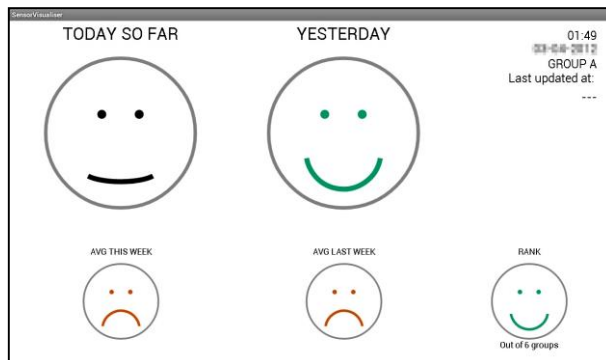 SensorVisualiser
TODAY SO FAR
YESTERDAY
01:49
GROUP A
Last updated at:
---
AVG THIS WEEK
AVG LAST WEEK
RANK
Out of 6 groups